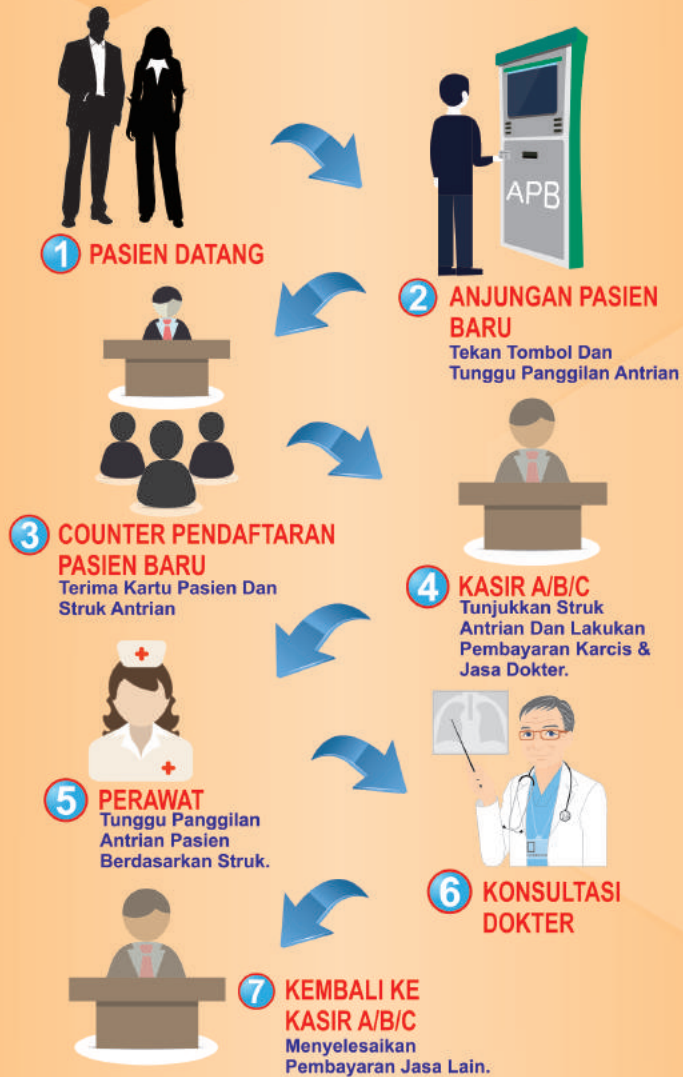 1 PASIEN DATANG
APB
2 ANJUNGAN PASIEN
BARU
Tekan Tombol Dan
Tunggu Panggilan Antrian
3 COUNTER PENDAFTARAN
PASIEN BARU
Terima Kartu Pasien Dan
Struk Antrian
4 KASIR A/B/C
Tunjukkan Struk
Antrian Dan Lakukan
Pembayaran Karcis &
Jasa Dokter.
5 PERAWAT
Tunggu Panggilan
Antrian Pasien
Berdasarkan Struk.
6 KONSULTASI
DOKTER
7 KEMBALI KE
KASIR A/B/C
Menyelesaikan
Pembayaran Jasa Lain.